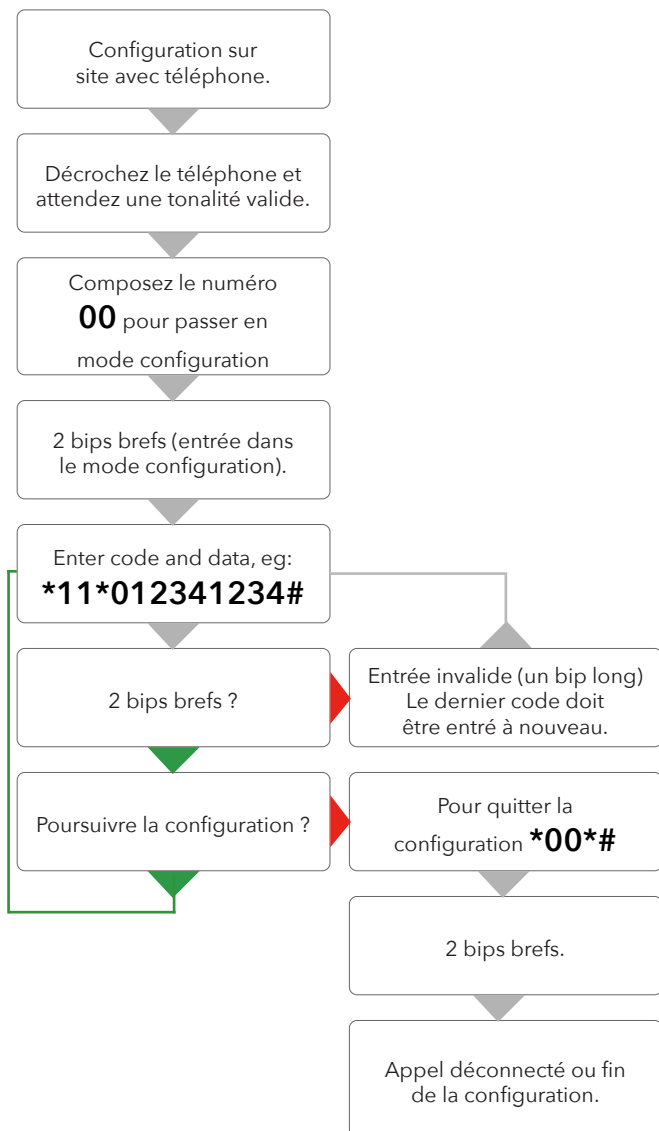 Configuration sur
site avec téléphone.
Décrochez le téléphone et
attendez une tonalité valide.
Composez le numéro
00 pour passer en
mode configuration
2 bips brefs (entrée dans
le mode configuration).
Enter code and data, eg:
*11*012341234#
2 bips brefs ?
Entrée invalide (un bip long)
Le dernier code doit
être entré à nouveau.
Poursuivre la configuration ?
Pour quitter la
configuration *00*#
2 bips brefs.
Appel déconnecté ou fin
de la configuration.